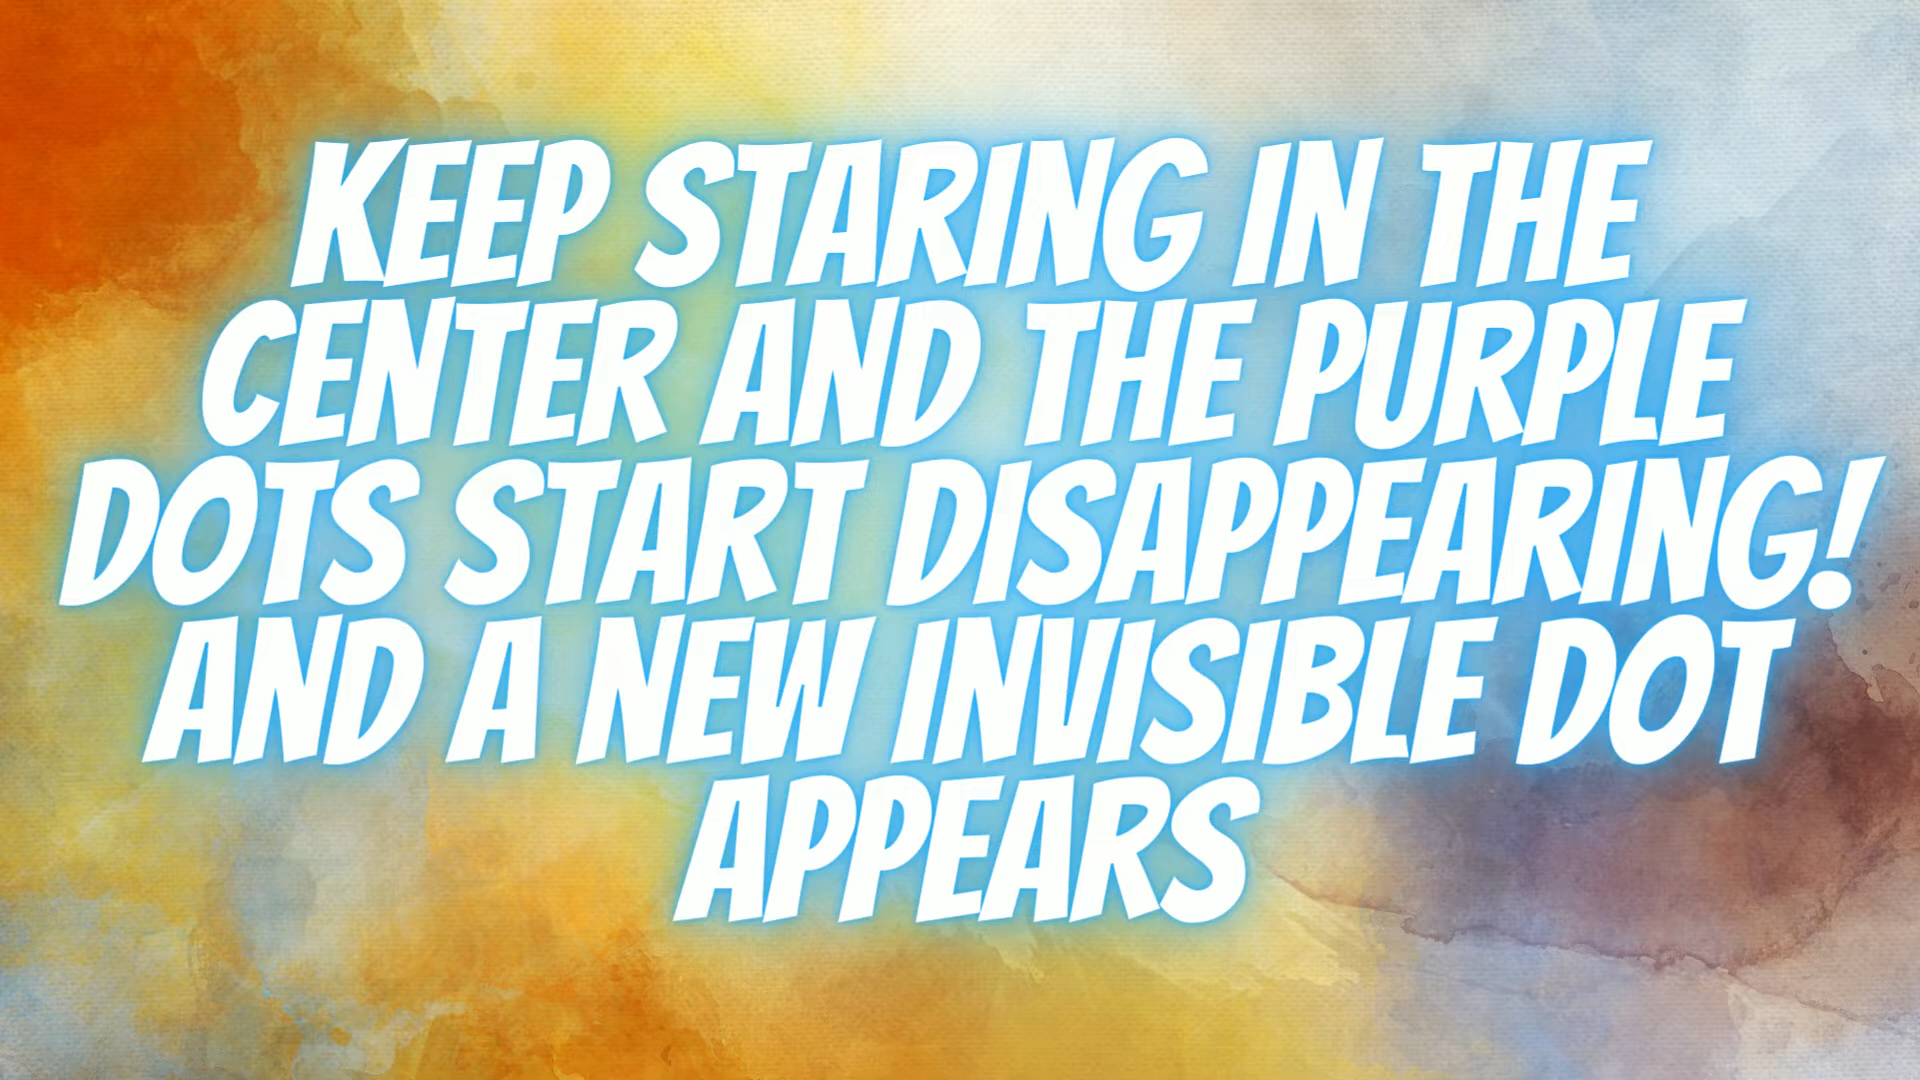 KEEP STARING IN THE
CENTER AND THE PURPLE
DOTS START DISAPPEARING!
AND A NEW INVISIBLE DOT
APPEARS